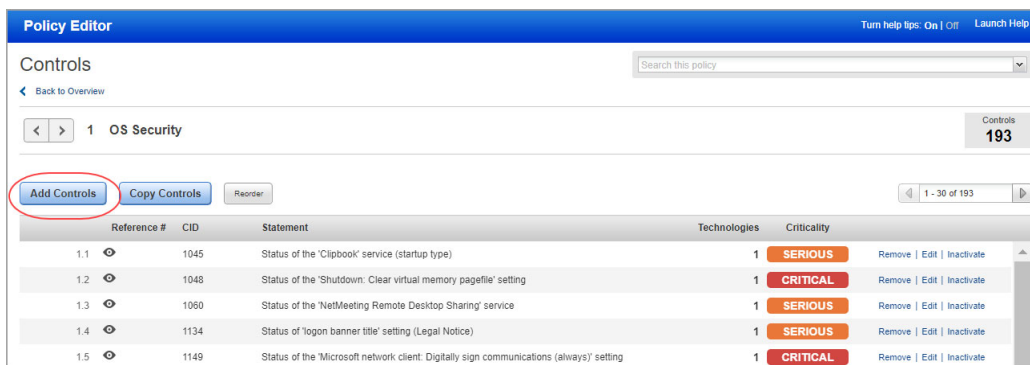 Policy Editor
Turn help tips: On | Off Launch Help
Controls
Search this policy
Back to Overview
1 OS Security
Controls
193
Add Controls Copy Controls Reorder
1 - 30 of 193
Reference # CID Statement Technologies Criticality
1.1 1045 Status of the 'Clipbook' service (startup type) 1 SERIOUS Remove | Edit | Inactivate
1.2 1048 Status of the 'Shutdown: Clear virtual memory pagefile' setting 1 CRITICAL Remove | Edit | Inactivate
1.3 1060 Status of the 'NetMeeting Remote Desktop Sharing' service 1 SERIOUS Remove | Edit | Inactivate
1.4 1134 Status of 'logon banner title' setting (Legal Notice) 1 SERIOUS Remove | Edit | Inactivate
1.5 1149 Status of the 'Microsoft network client: Digitally sign communications (always)' setting 1 CRITICAL Remove | Edit | Inactivate